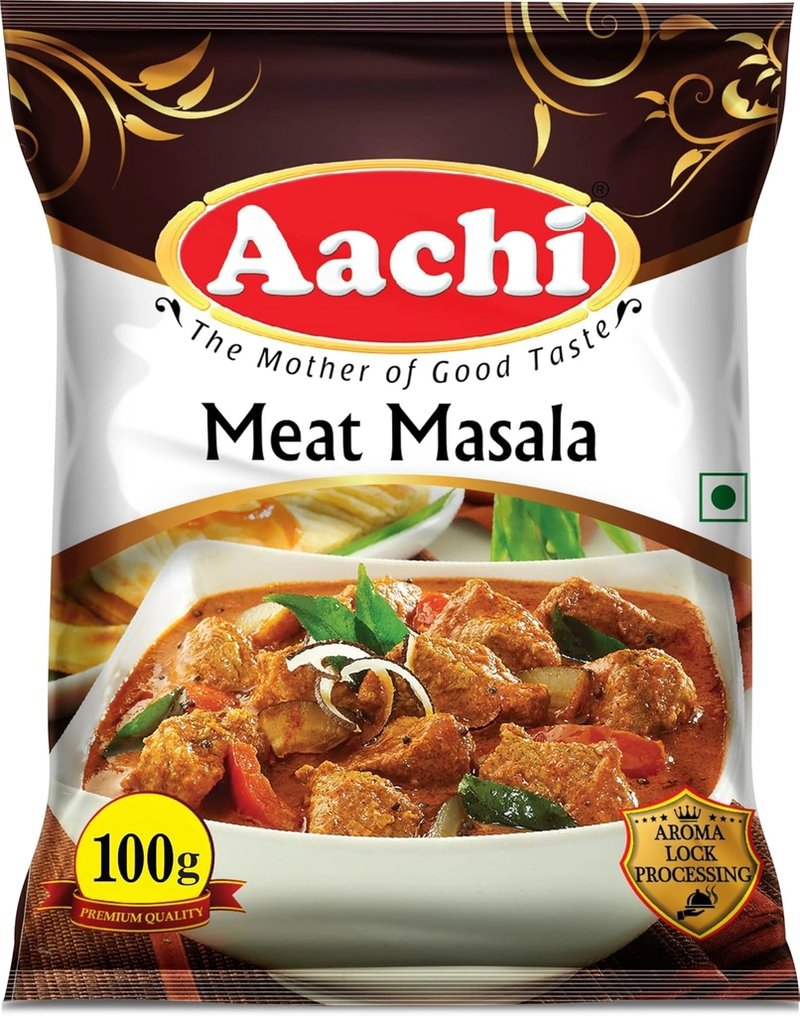 Aachi®
The Mother of Good Taste
Meat Masala
100g
PREMIUM QUALITY
AROMA
LOCK
PROCESSING